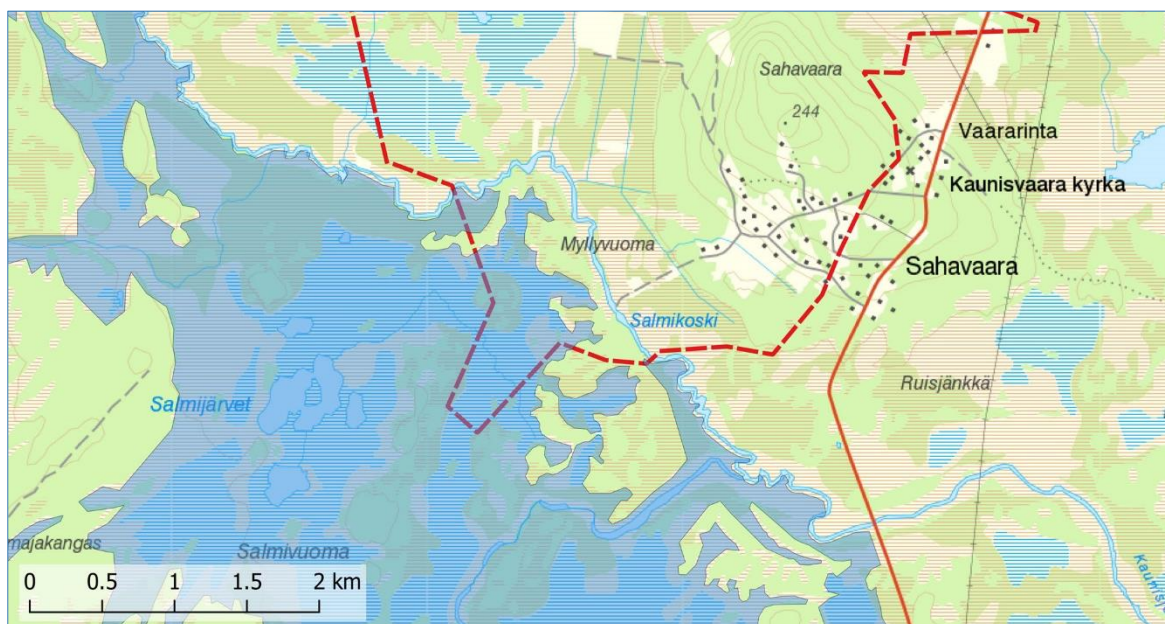 Sahavaara
244
Vaararinta
Kaunisvaara kyrka
Myllyvuoma
Sahavaara
Salmikoski
Ruisjänkkä
Salmijärvet
majakangas
Salmivuoma
Kaunisj
0 0.5 1 1.5 2 km